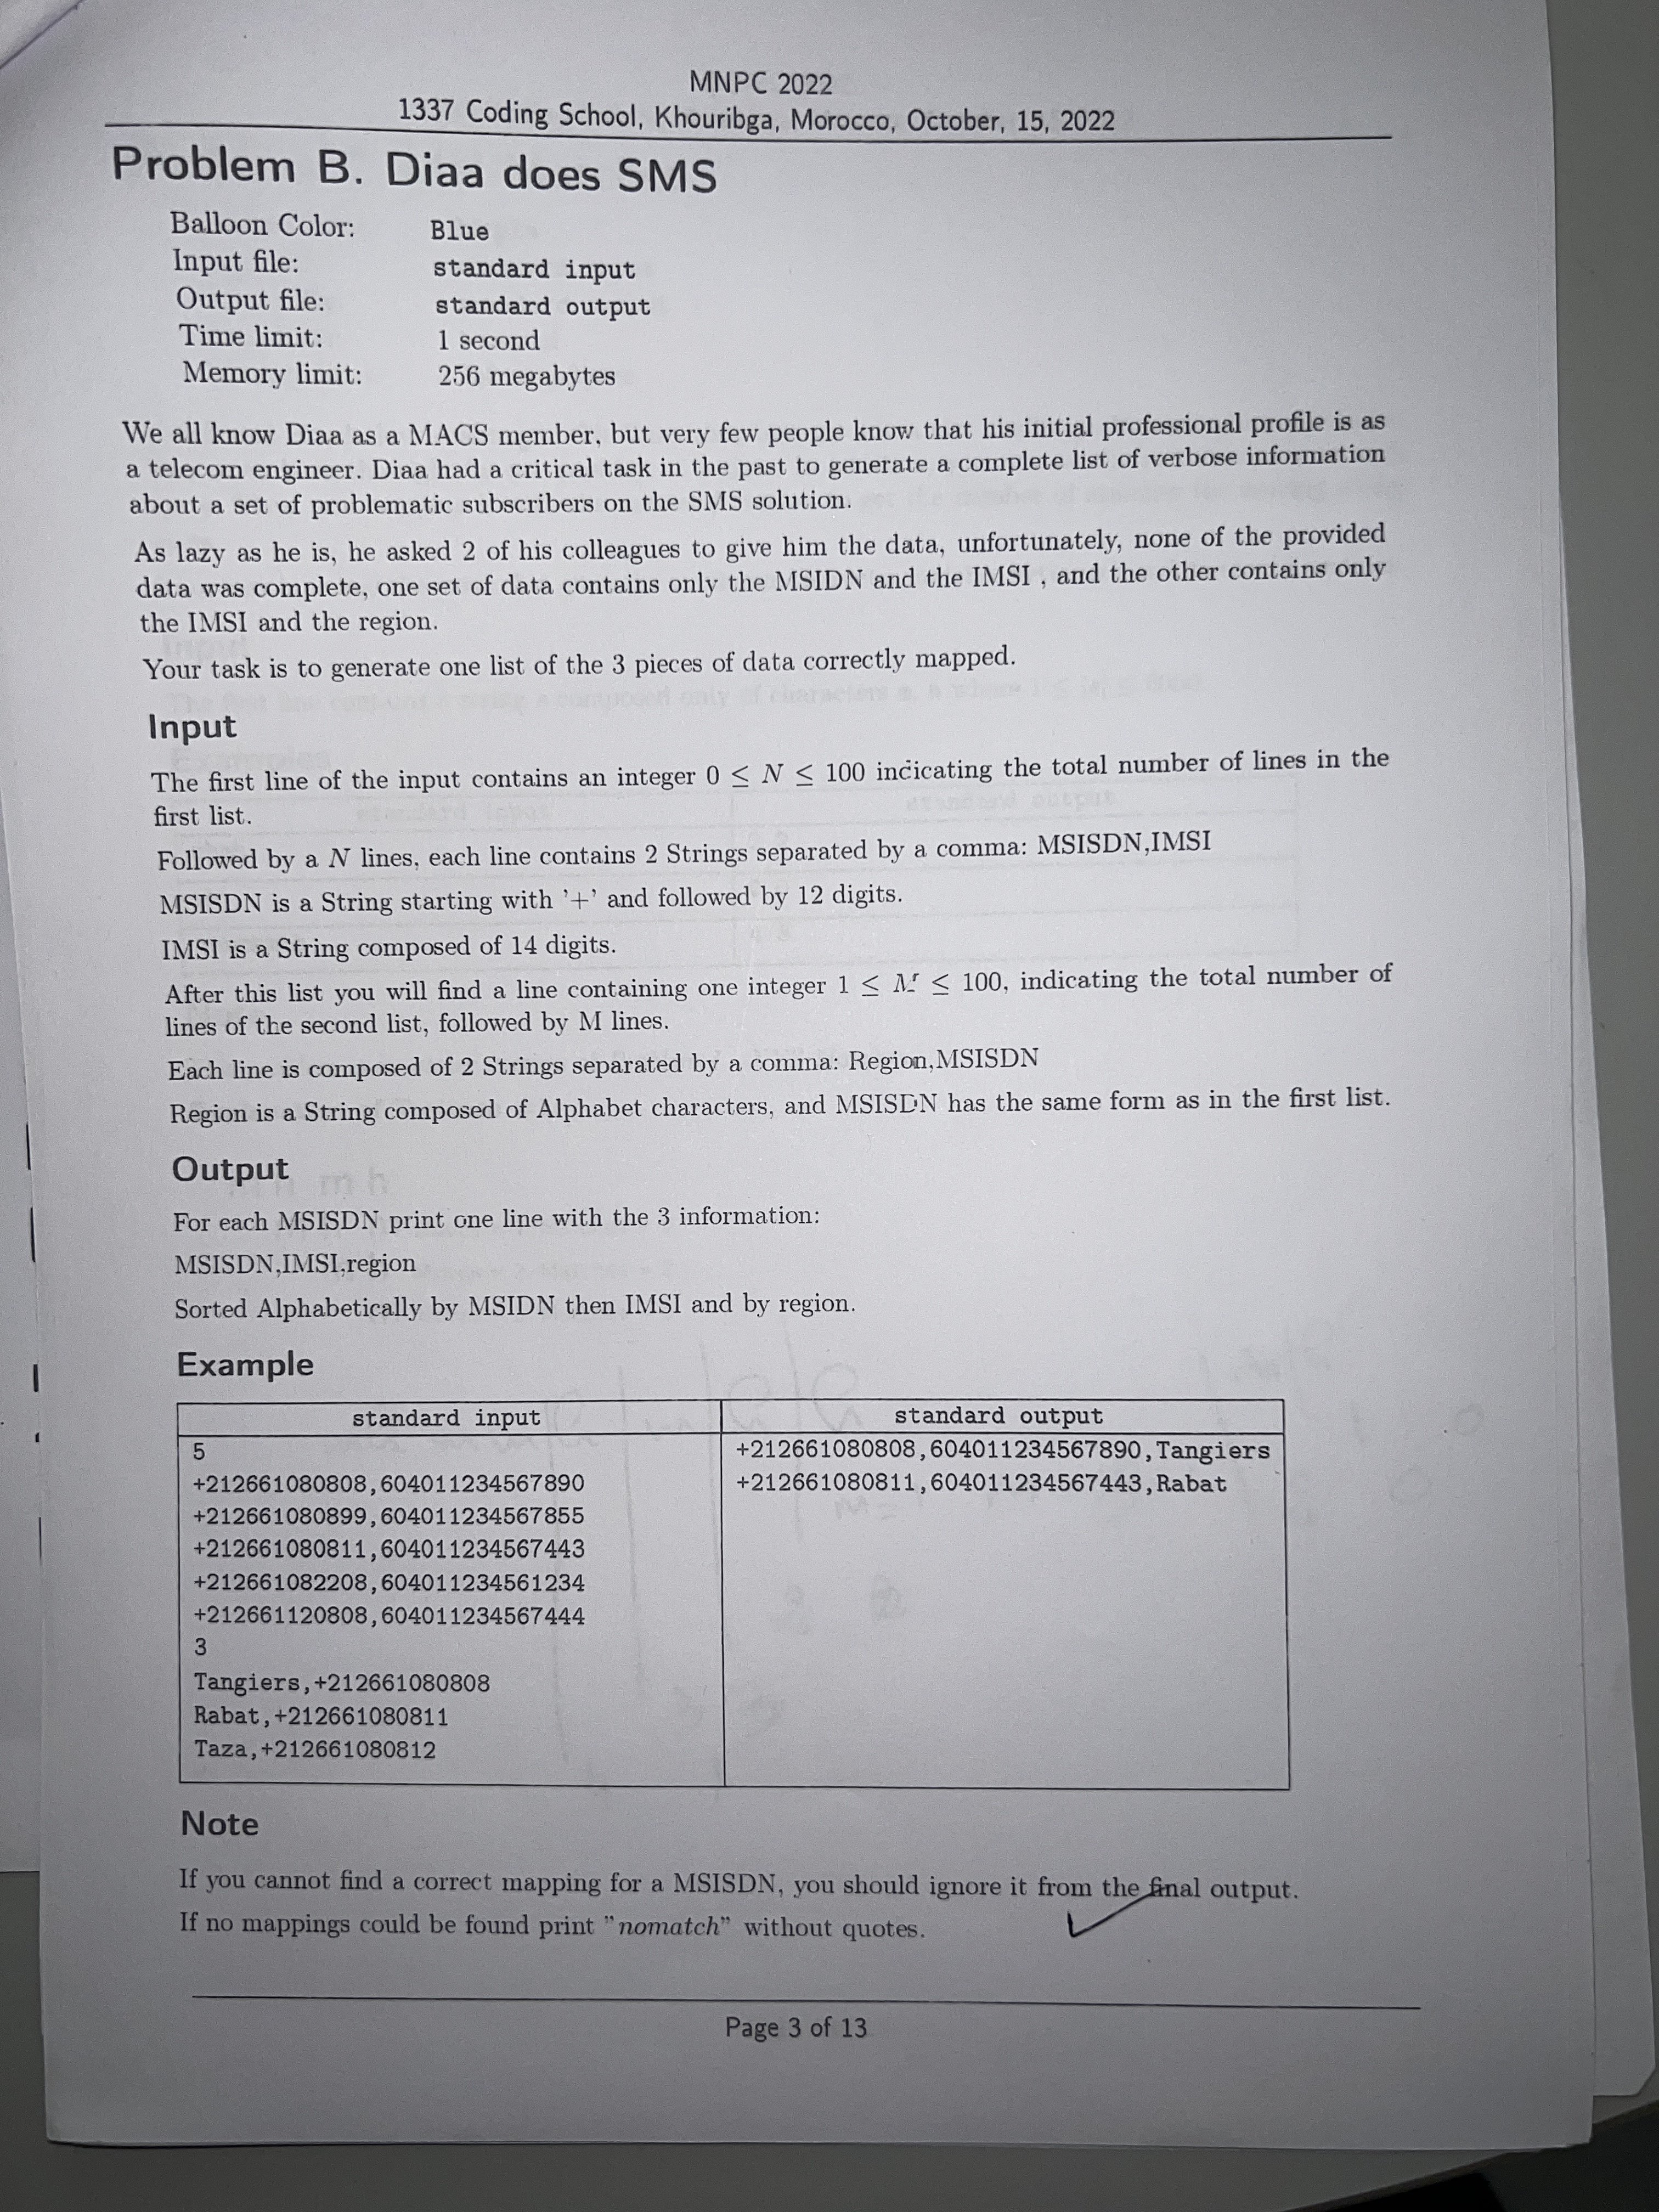 MNPC 2022
1337 Coding School, Khouribga, Morocco, October, 15, 2022
Problem B. Diaa does SMS
Balloon Color: Blue
Input file: standard input
Output file: standard output
Time limit: 1 second
Memory limit: 256 megabytes
We all know Diaa as a MACS member, but very few people know that his initial professional profile is as
a telecom engineer. Diaa had a critical task in the past to generate a complete list of verbose information
about a set of problematic subscribers on the SMS solution.
As lazy as he is, he asked 2 of his colleagues to give him the data, unfortunately, none of the provided
data was complete, one set of data contains only the MSIDN and the IMSI , and the other contains only
the IMSI and the region.
Your task is to generate one list of the 3 pieces of data correctly mapped.
Input
The first line of the input contains an integer 0 ≤ N ≤ 100 indicating the total number of lines in the
first list.
Followed by a N lines, each line contains 2 Strings separated by a comma: MSISDN,IMSI
MSISDN is a String starting with '+' and followed by 12 digits.
IMSI is a String composed of 14 digits.
After this list you will find a line containing one integer 1 ≤ M ≤ 100, indicating the total number of
lines of the second list, followed by M lines.
Each line is composed of 2 Strings separated by a comma: Region,MSISDN
Region is a String composed of Alphabet characters, and MSISDN has the same form as in the first list.
Output
For each MSISDN print one line with the 3 information:
MSISDN,IMSI,region
Sorted Alphabetically by MSIDN then IMSI and by region.
Example
standard input standard output
5 +212661080808,604011234567890,Tangiers
+212661080808,604011234567890 +212661080811,604011234567443,Rabat
+212661080899,604011234567855
+212661080811,604011234567443
+212661082208,604011234561234
+212661120808,604011234567444
3
Tangiers,+212661080808
Rabat,+212661080811
Taza,+212661080812
Note
If you cannot find a correct mapping for a MSISDN, you should ignore it from the final output.
If no mappings could be found print "nomatch" without quotes.
Page 3 of 13